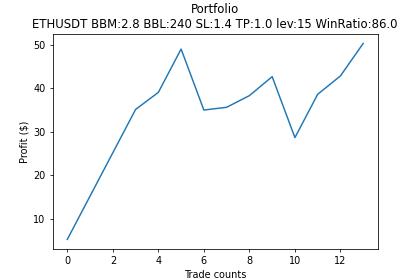 Portfolio
ETHUSDT BBM:2.8 BBL:240 SL:1.4 TP:1.0 lev:15 WinRatio:86.0
50
40
30
20
10
Profit ($)
0 2 4 6 8 10 12
Trade counts